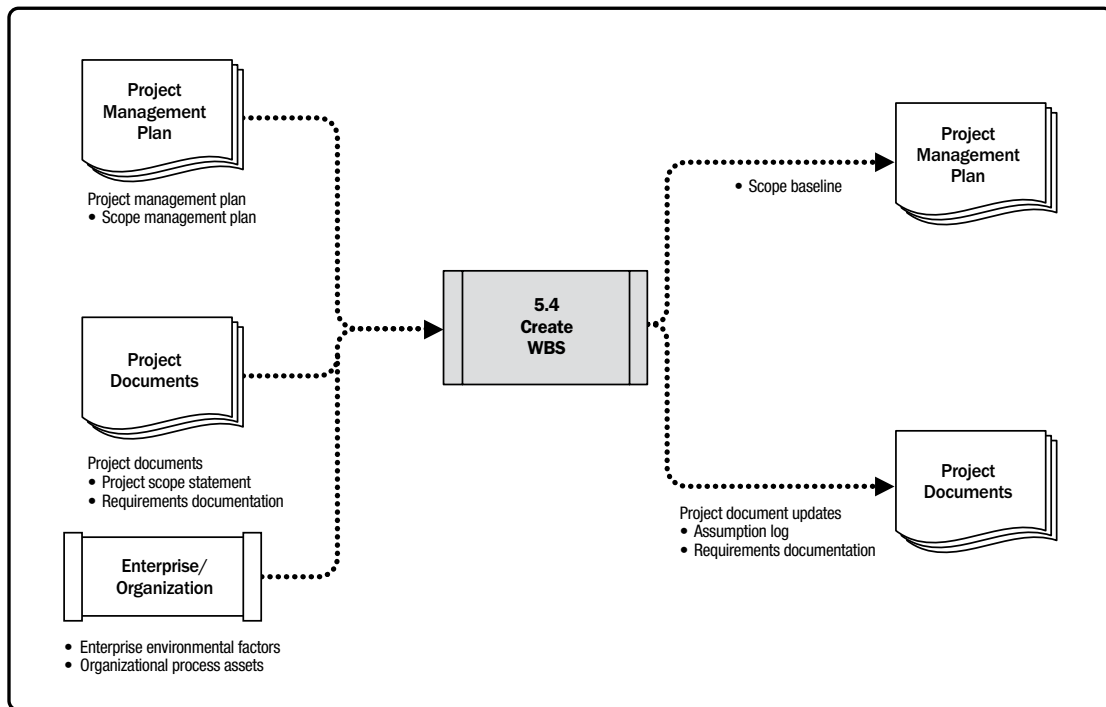 Project
Management
Plan
Project management plan
• Scope management plan
Project
Documents
Project documents
• Project scope statement
• Requirements documentation
Enterprise/
Organization
• Enterprise environmental factors
• Organizational process assets
5.4
Create
WBS
• Scope baseline
Project
Management
Plan
Project document updates
• Assumption log
• Requirements documentation
Project
Documents